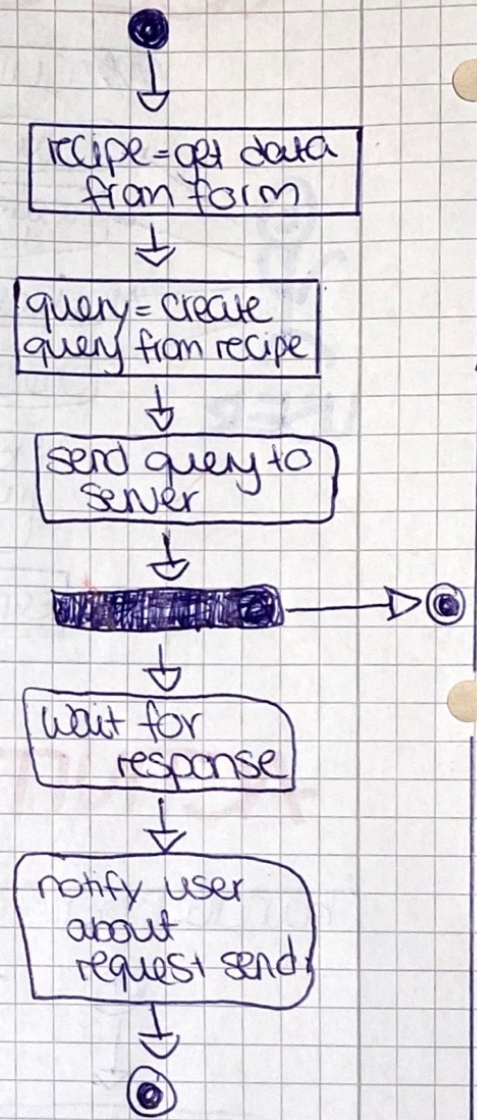 recipe=get data
from form
query= create
query from recipe
send query to
server
wait for
response
notify user
about
request send